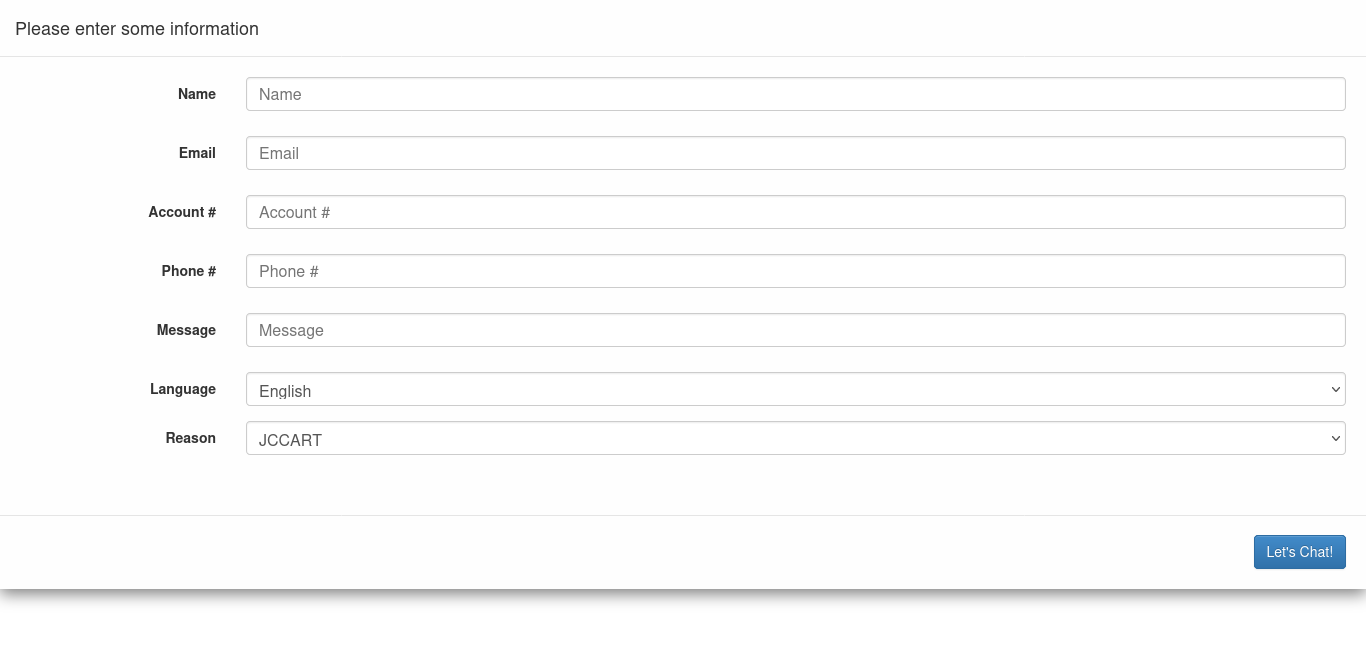 Please enter some information
Name Name
Email Email
Account # Account #
Phone # Phone #
Message Message
Language English
Reason JCCART
Let's Chat!